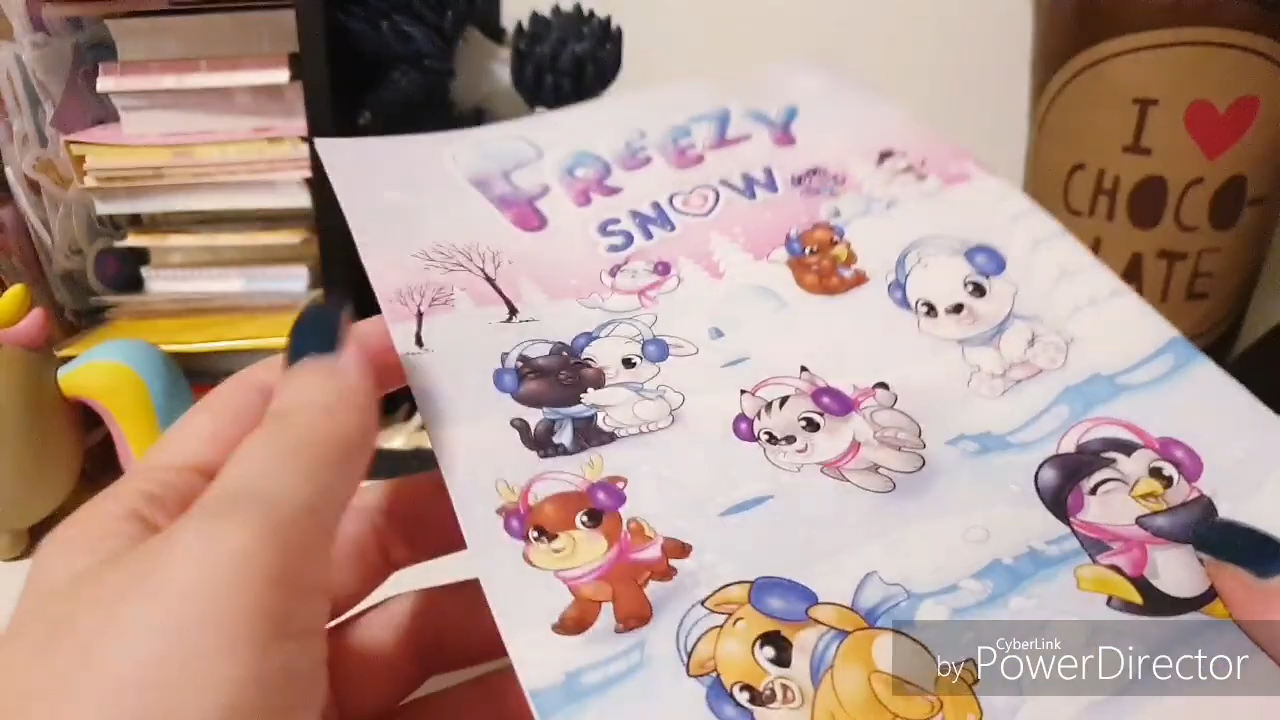 FREEZY
SNOW
I
CHOCO-
LATE
CyberLink
by PowerDirector